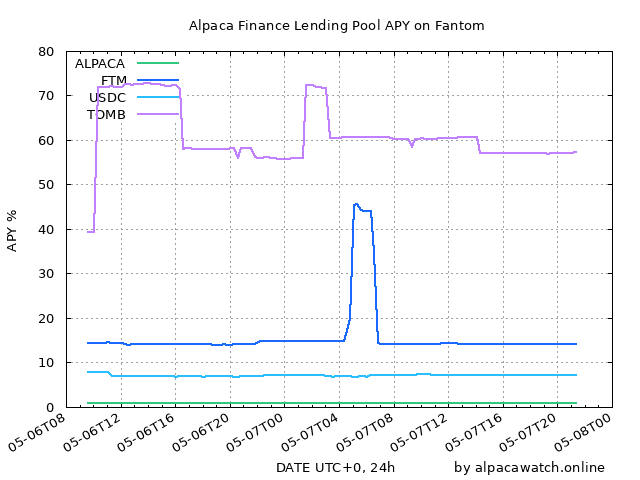 Alpaca Finance Lending Pool APY on Fantom
80
70
60
50
40
30
20
10
0
APY %
ALPACA
FTM
USDC
TOMB
05-06T08
05-06T12
05-06T16
05-06T20
05-07T00
05-07T04
05-07T08
05-07T12
05-07T16
05-07T20
05-08T00
DATE UTC+0, 24h
by alpacawatch.online